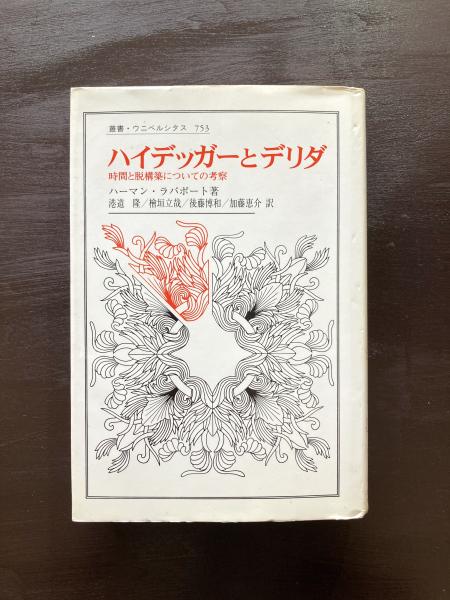 叢書・ウニベルシタス 753
ハイデッガーとデリダ
時間と脱構築についての考察
ハーマン・ラパポート著
港道 隆／檜垣立哉／後藤博和／加藤恵介 訳